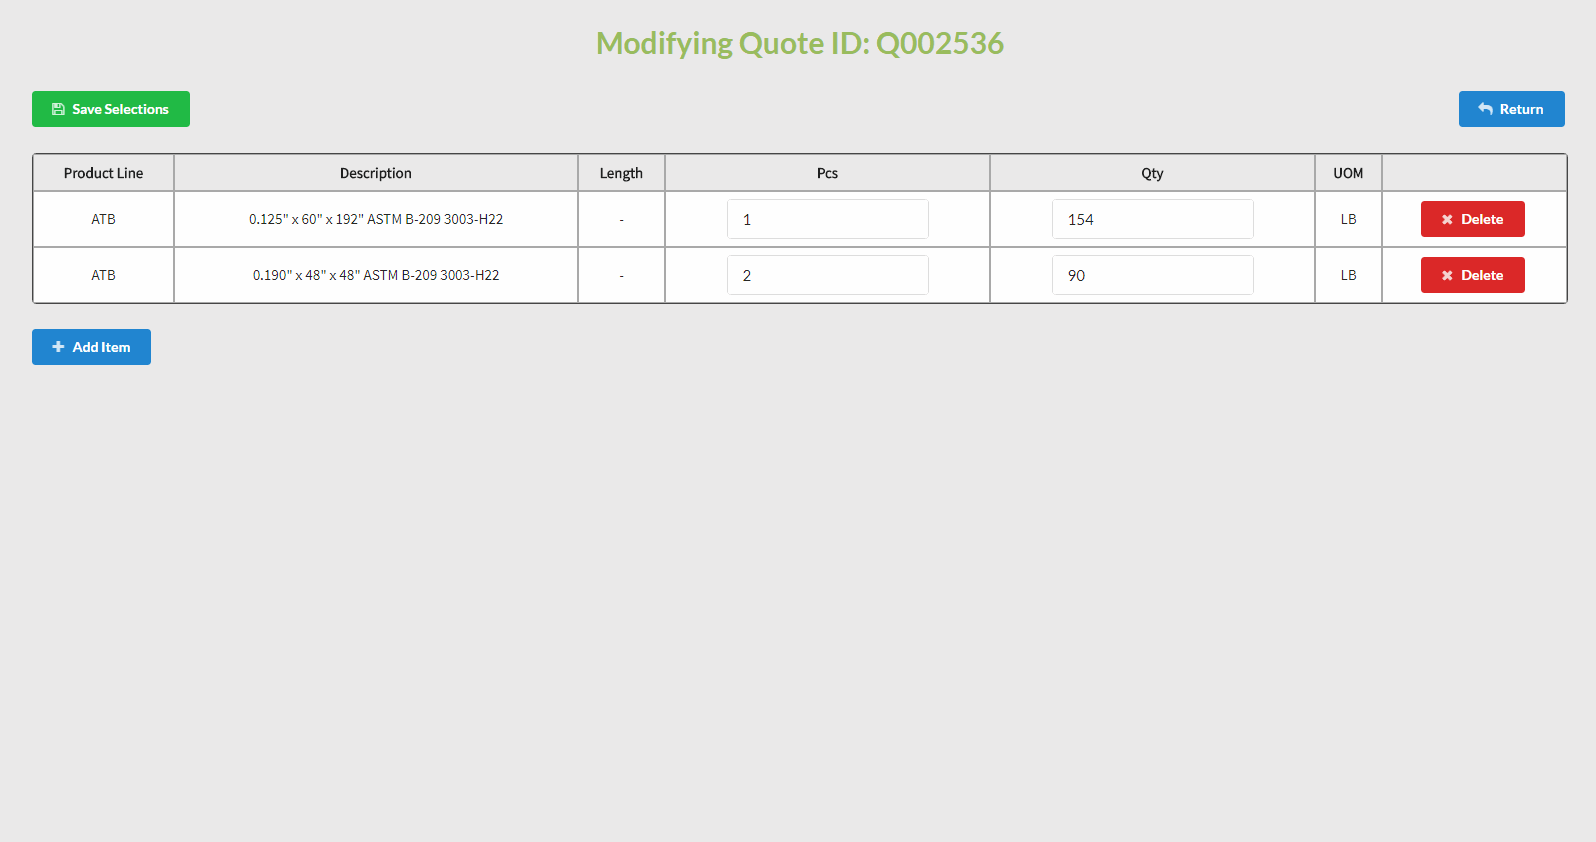 Modifying Quote ID: Q002536
Save Selections
Return
Product Line Description Length Pcs Qty UOM
ATB 0.125" x 60" x 192" ASTM B-209 3003-H22 - 1 154 LB Delete
ATB 0.190" x 48" x 48" ASTM B-209 3003-H22 - 2 90 LB Delete
Add Item